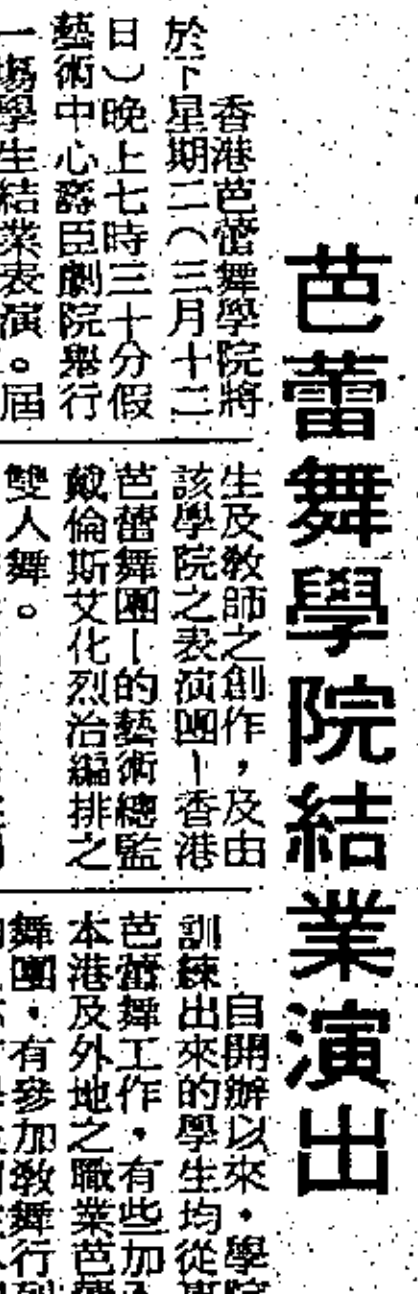 芭蕾舞學院結業演出
香港芭蕾舞學院將
於下星期二(三月十二
日)晚上七時三十分假
藝術中心壽臣劇院舉行
一場學生結業表演。屆
生及教師之創作，及由
該學院之表演團—香港
芭蕾舞團—的藝術總監
戴倫斯艾化烈治編排之
雙人舞。
自開辦以來，學院
訓練出來的學生均從事
芭蕾舞工作，有些加入
本港及外地之職業芭蕾
舞團，有參加教舞行列